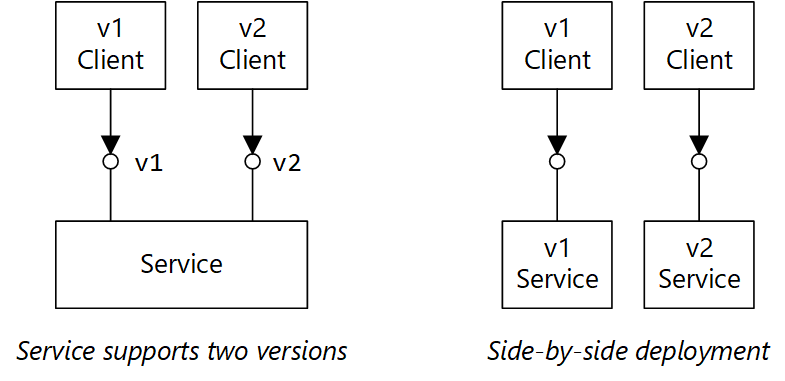 v1
Client
v2
Client
v1
v2
Service
Service supports two versions
v1
Client
v2
Client
v1
Service
v2
Service
Side-by-side deployment